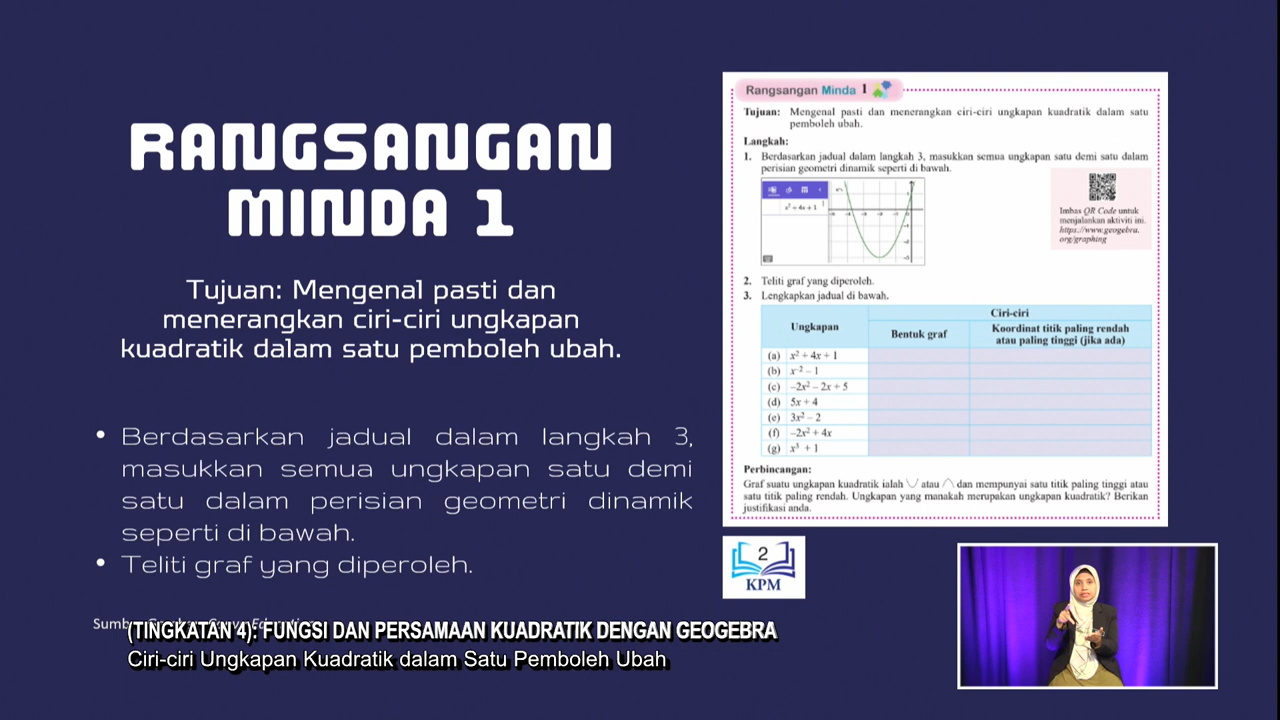 RANGSANGAN
MINDA 1
Tujuan: Mengenal pasti dan
menerangkan ciri-ciri ungkapan
kuadratik dalam satu pemboleh ubah.
• Berdasarkan jadual dalam langkah 3,
masukkan semua ungkapan satu demi
satu dalam perisian geometri dinamik
seperti di bawah.
• Teliti graf yang diperoleh.
(TINGKATAN 4): FUNGSI DAN PERSAMAAN KUADRATIK DENGAN GEOGEBRA
Ciri-ciri Ungkapan Kuadratik dalam Satu Pemboleh Ubah
Rangsangan Minda 1
Tujuan: Mengenal pasti dan menerangkan ciri-ciri ungkapan kuadratik dalam satu
pemboleh ubah.
Langkah:
1. Berdasarkan jadual dalam langkah 3, masukkan semua ungkapan satu demi satu dalam
perisian geometri dinamik seperti di bawah.
x² + 4x + 1
Imbas QR Code untuk
menjalankan aktiviti ini.
https://www.geogebra.
org/graphing
2. Teliti graf yang diperoleh.
3. Lengkapkan jadual di bawah.
Ungkapan
Ciri-ciri
Bentuk graf
Koordinat titik paling rendah
atau paling tinggi (jika ada)
(a) x² + 4x + 1
(b) x⁻² – 1
(c) –2x² – 2x + 5
(d) 5x + 4
(e) 3x² – 2
(f) –2x² + 4x
(g) x³ + 1
Perbincangan:
Graf suatu ungkapan kuadratik ialah atau dan mempunyai satu titik paling tinggi atau
satu titik paling rendah. Ungkapan yang manakah merupakan ungkapan kuadratik? Berikan
justifikasi anda.
2
KPM